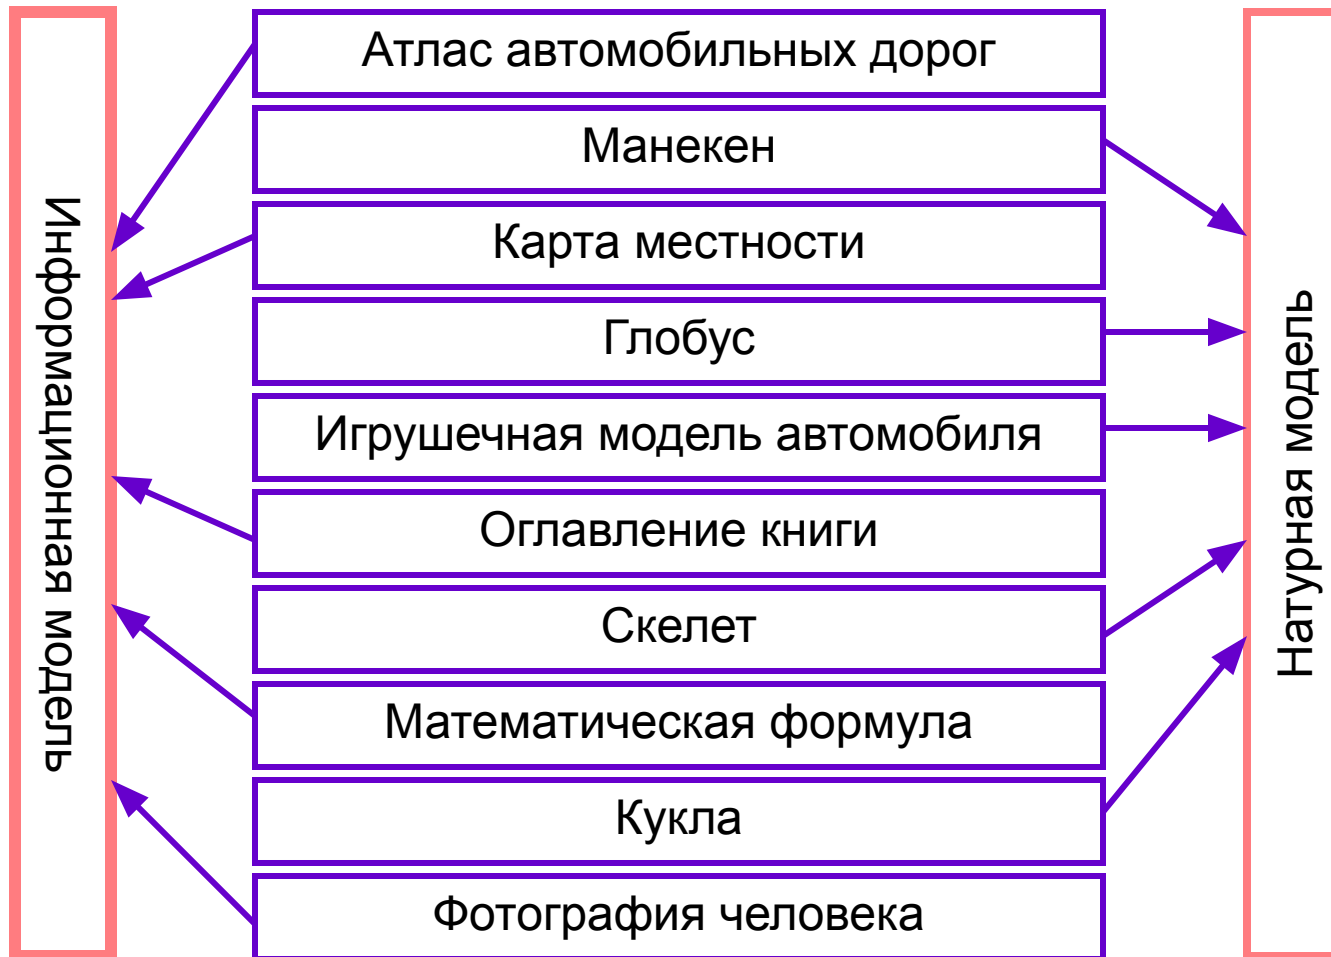 Информационная модель
Атлас автомобильных дорог
Манекен
Карта местности
Глобус
Игрушечная модель автомобиля
Оглавление книги
Скелет
Математическая формула
Кукла
Фотография человека
Натурная модель